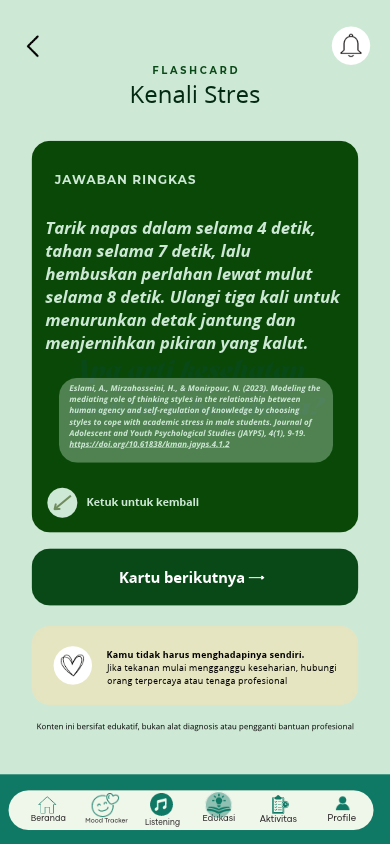 FLASHCARD
Kenali Stres
JAWABAN RINGKAS
Tarik napas dalam selama 4 detik,
tahan selama 7 detik, lalu
hembuskan perlahan lewat mulut
selama 8 detik. Ulangi tiga kali untuk
menurunkan detak jantung dan
menjernihkan pikiran yang kalut.
Eslami, A., Mirzahosseini, H., & Monirpour, N. (2023). Modeling the
mediating role of thinking styles in the relationship between
human agency and self-regulation of knowledge by choosing
styles to cope with academic stress in male students. Journal of
Adolescent and Youth Psychological Studies (JAYPS), 4(1), 9-19.
https://doi.org/10.61838/kman.jayps.4.1.2
Ketuk untuk kembali
Kartu berikutnya →
Kamu tidak harus menghadapinya sendiri.
Jika tekanan mulai mengganggu keseharian, hubungi
orang terpercaya atau tenaga profesional
Konten ini bersifat edukatif, bukan alat diagnosis atau pengganti bantuan profesional
Beranda
Mood Tracker
Listening
Edukasi
Aktivitas
Profile